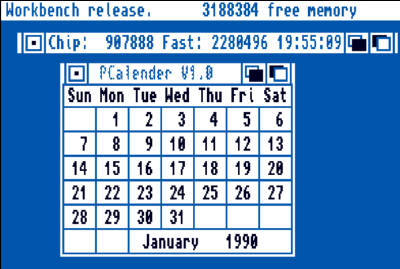 Workbench release.   3188384 free memory
Chip:  907888 Fast: 2280496 19:55:09
PCalender V1.0
Sun Mon Tue Wed Thu Fri Sat
1 2 3 4 5 6
7 8 9 10 11 12 13
14 15 16 17 18 19 20
21 22 23 24 25 26 27
28 29 30 31
January 1990